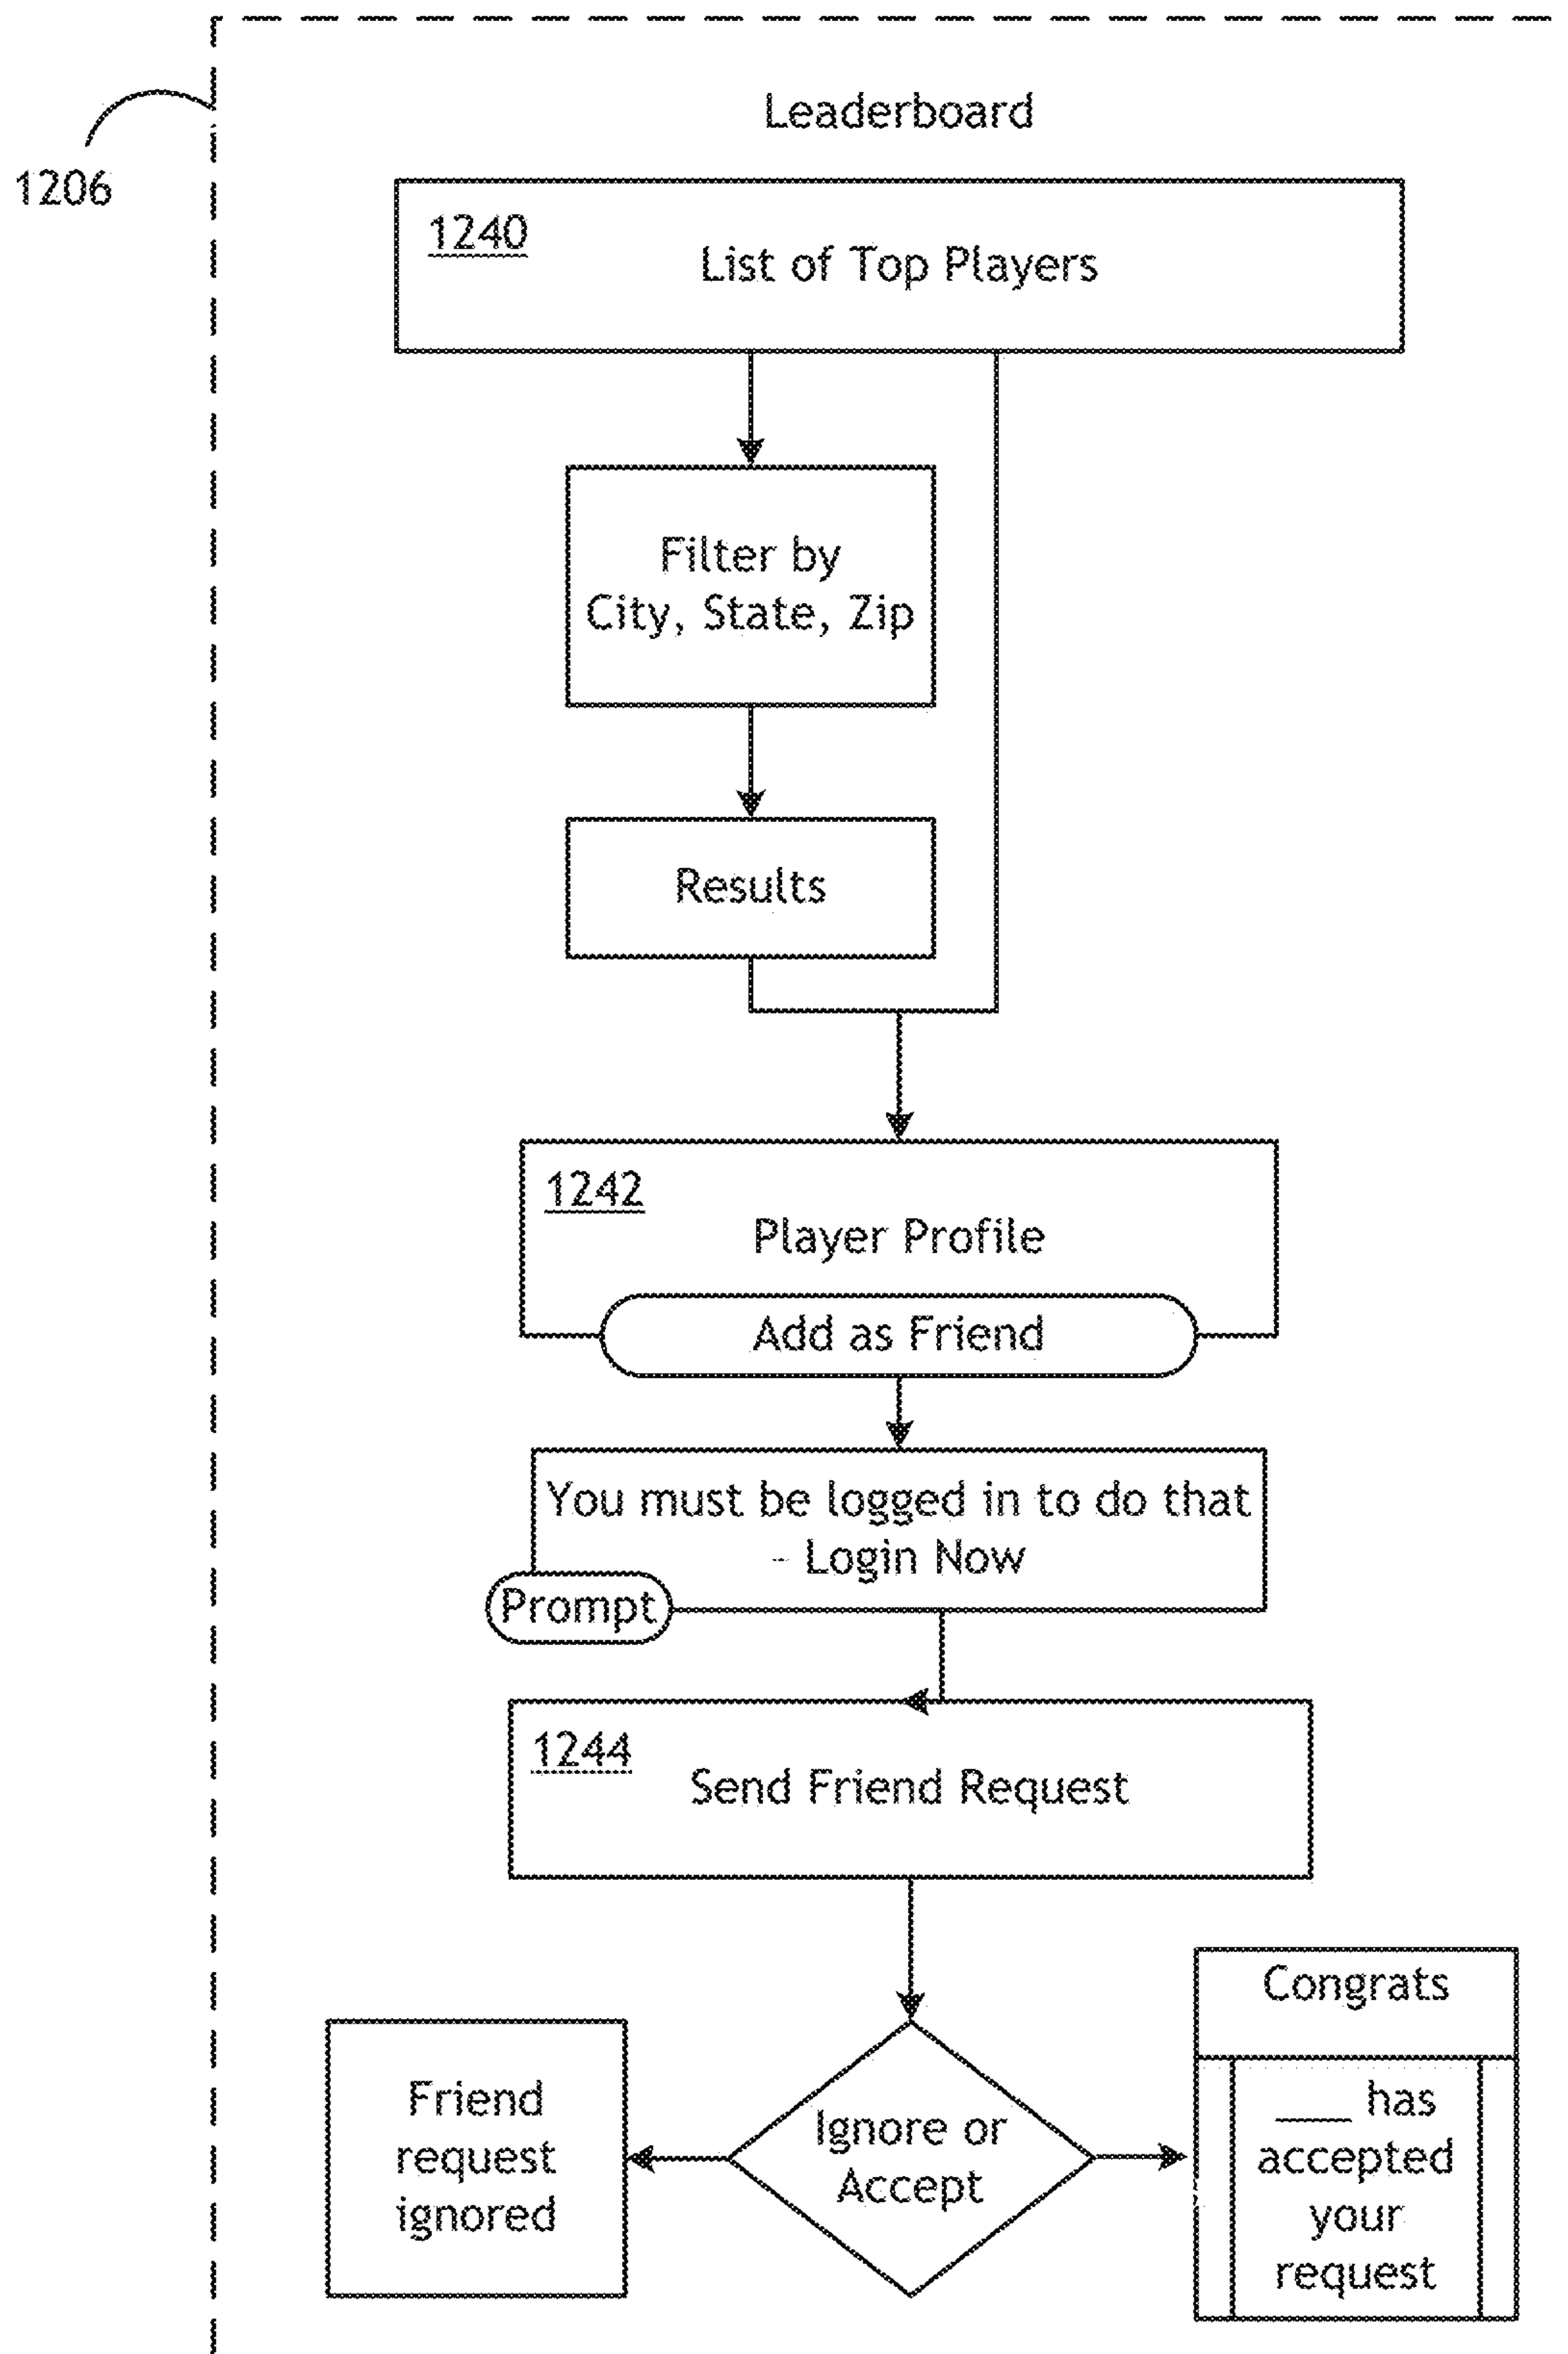 Leaderboard
1206
1240
List of Top Players
Filter by
City, State, Zip
Results
1242
Player Profile
Add as Friend
You must be logged in to do that
- Login Now
Prompt
1244
Send Friend Request
Congrats
Friend
request
ignored
Ignore or
Accept
___ has
accepted
your
request